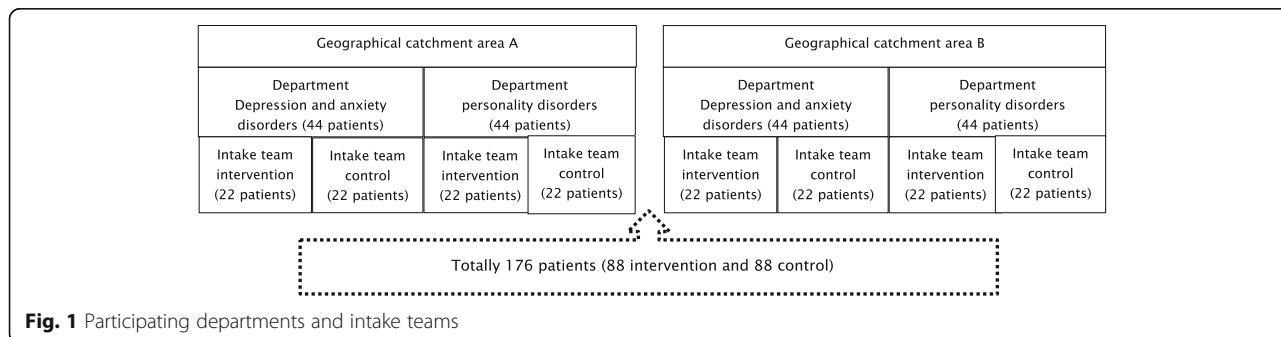 Geographical catchment area A
Geographical catchment area B
Department
Depression and anxiety
disorders (44 patients)
Department
personality disorders
(44 patients)
Department
Depression and anxiety
disorders (44 patients)
Department
personality disorders
(44 patients)
Intake team
intervention
(22 patients)
Intake team
control
(22 patients)
Intake team
intervention
(22 patients)
Intake team
control
(22 patients)
Intake team
intervention
(22 patients)
Intake team
control
(22 patients)
Intake team
intervention
(22 patients)
Intake team
control
(22 patients)
Totally 176 patients (88 intervention and 88 control)
Fig. 1 Participating departments and intake teams